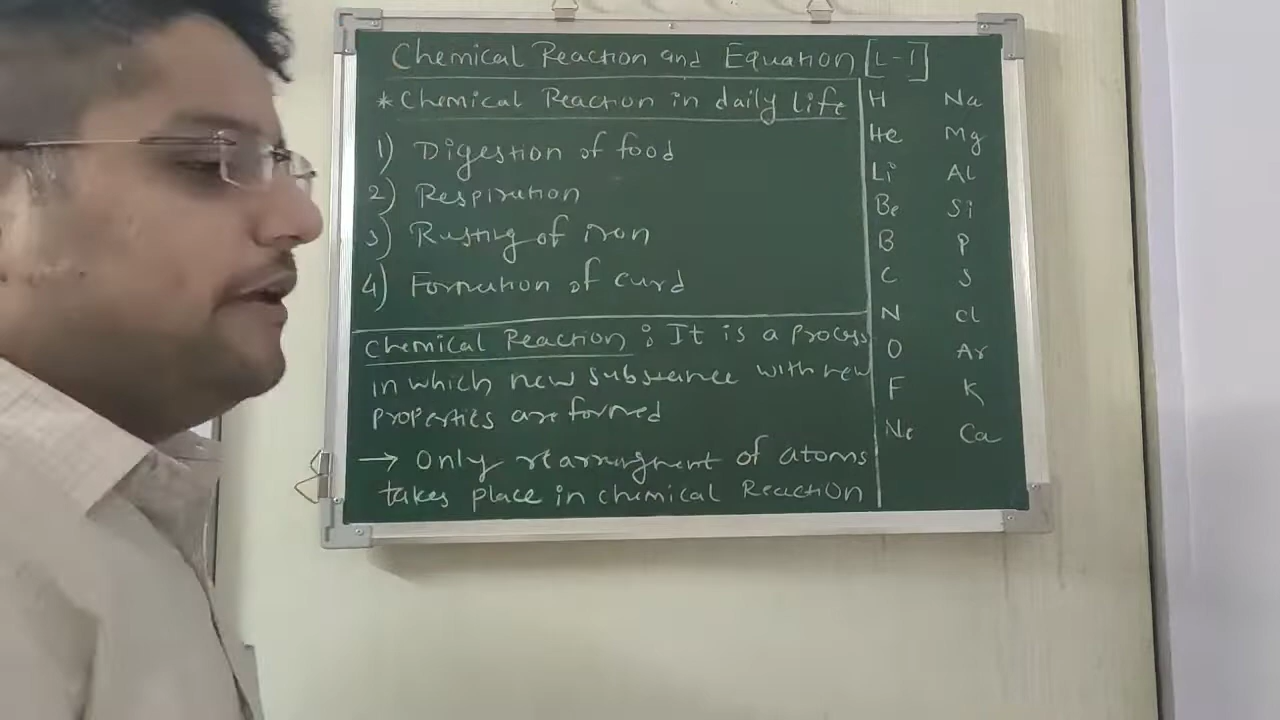 Chemical Reaction and Equation [L-1]
* Chemical Reaction in daily Life
1) Digestion of food
2) Respiration
3) Rusting of iron
4) Formation of curd
Chemical Reaction : It is a process
in which new substance with new
properties are formed
→ Only rearrangment of atoms
takes place in chemical Reaction
H Na
He Mg
Li Al
Be Si
B P
C S
N Cl
O Ar
F K
Ne Ca